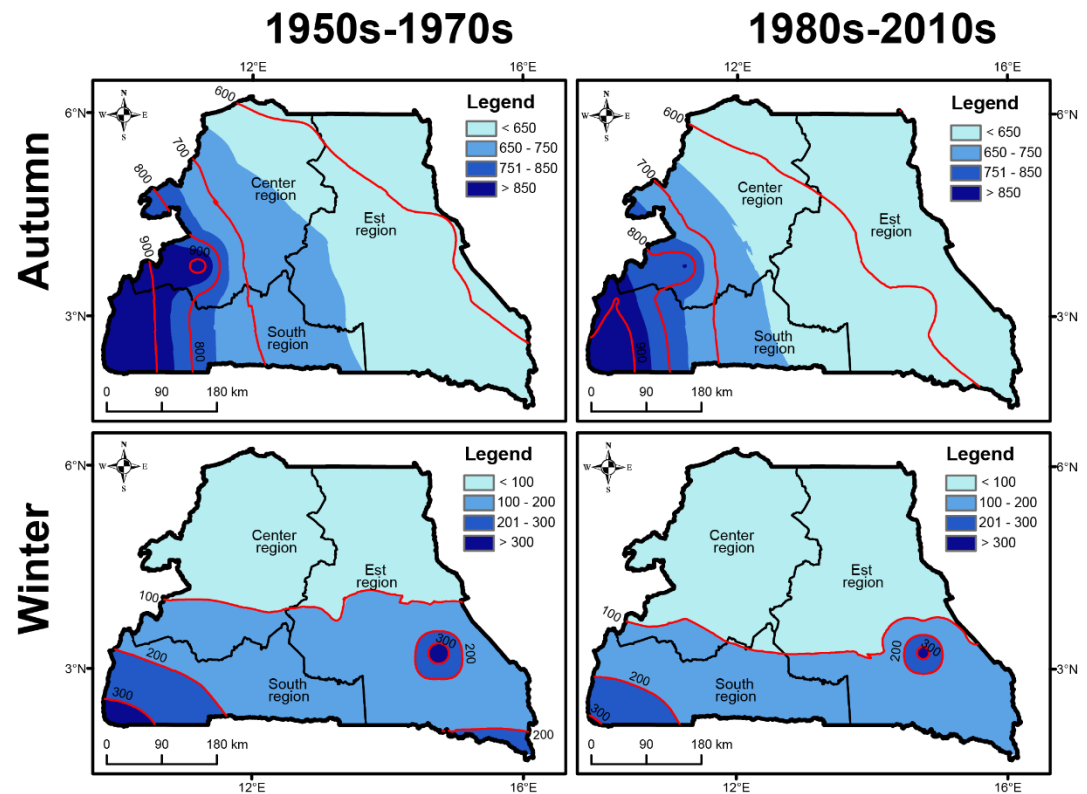 1950s-1970s
1980s-2010s
Autumn
Winter
12°E
16°E
6°N
3°N
N
W
E
S
Legend
< 650
650 - 750
751 - 850
> 850
600
700
800
900
900
800
Center
region
Est
region
South
region
0
90
180 km
12°E
16°E
6°N
3°N
N
W
E
S
Legend
< 650
650 - 750
751 - 850
> 850
600
700
800
900
Center
region
Est
region
South
region
0
90
180 km
6°N
3°N
12°E
16°E
N
W
E
S
Legend
< 100
100 - 200
201 - 300
> 300
100
200
300
300
200
200
Center
region
Est
region
South
region
0
90
180 km
6°N
3°N
12°E
16°E
N
W
E
S
Legend
< 100
100 - 200
201 - 300
> 300
100
200
300
200
300
Center
region
Est
region
South
region
0
90
180 km